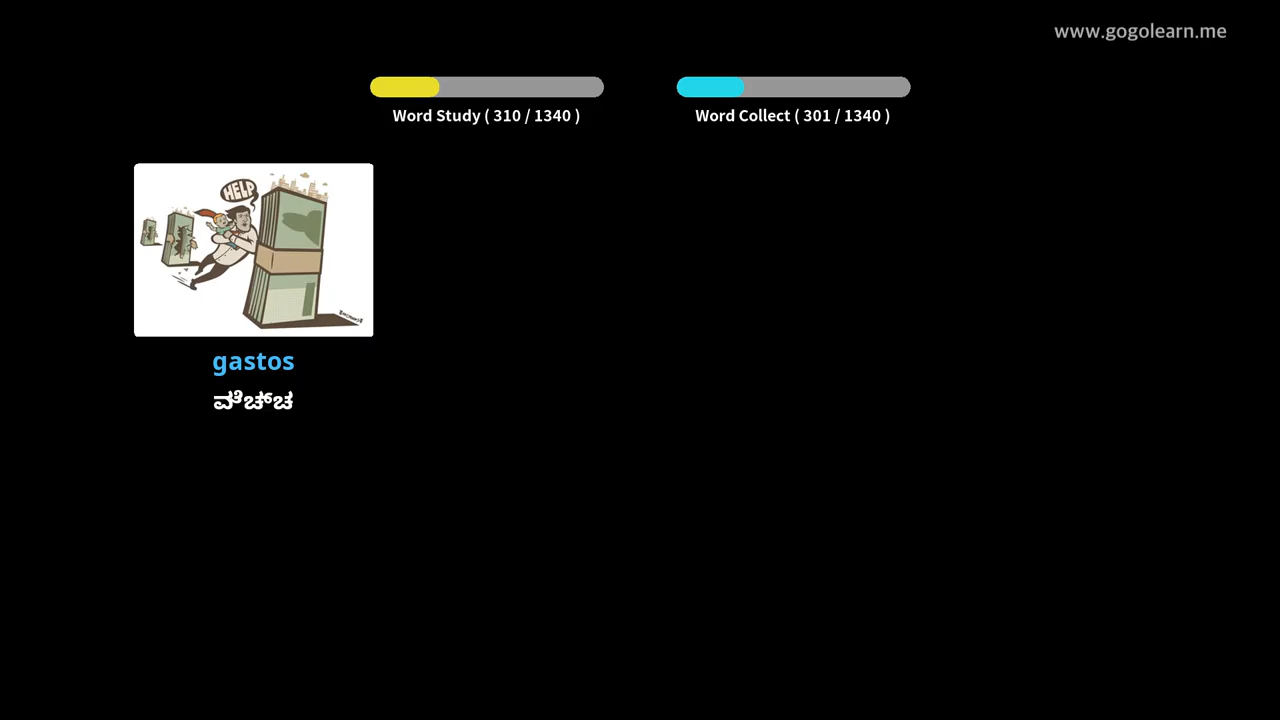 www.gogolearn.me
Word Study ( 310 / 1340 )
Word Collect ( 301 / 1340 )
HELP
gastos
ವೆಚ್ಚ